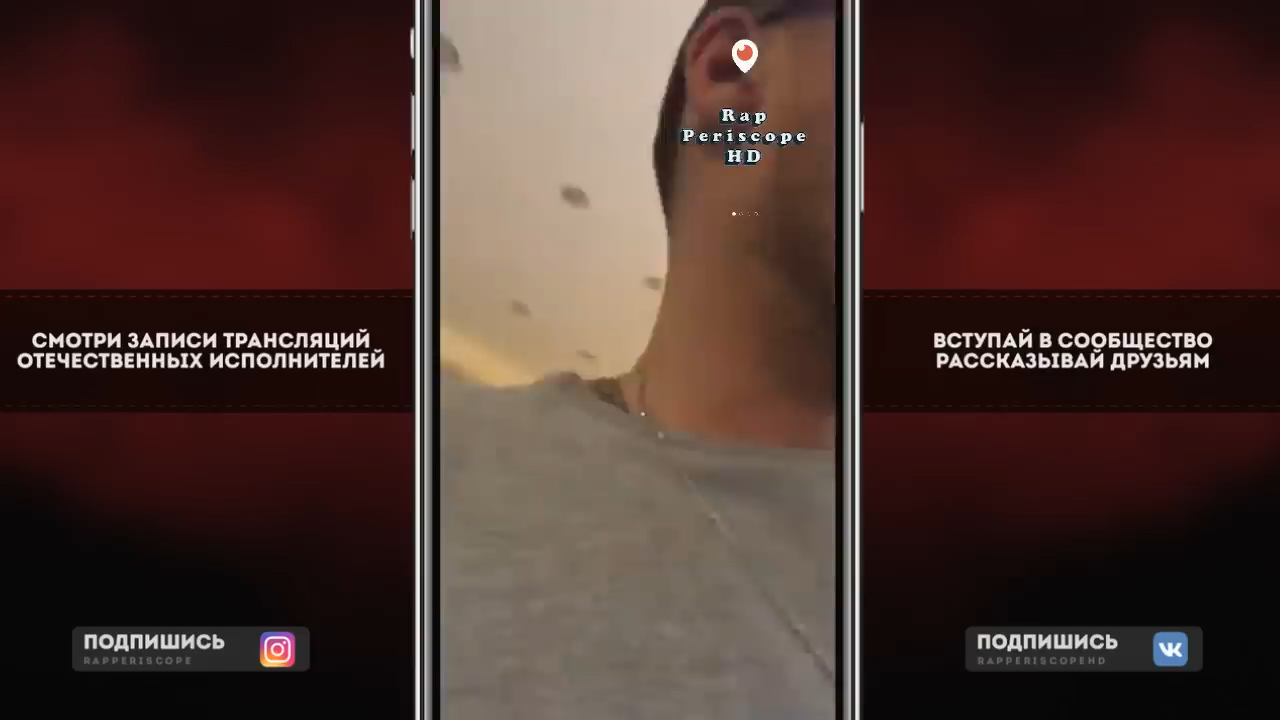 Rap
Periscope
HD
СМОТРИ ЗАПИСИ ТРАНСЛЯЦИЙ
ОТЕЧЕСТВЕННЫХ ИСПОЛНИТЕЛЕЙ
ВСТУПАЙ В СООБЩЕСТВО
РАССКАЗЫВАЙ ДРУЗЬЯМ
ПОДПИШИСЬ
RAPPERISCOPE
ПОДПИШИСЬ
RAPPERISCOPEHD